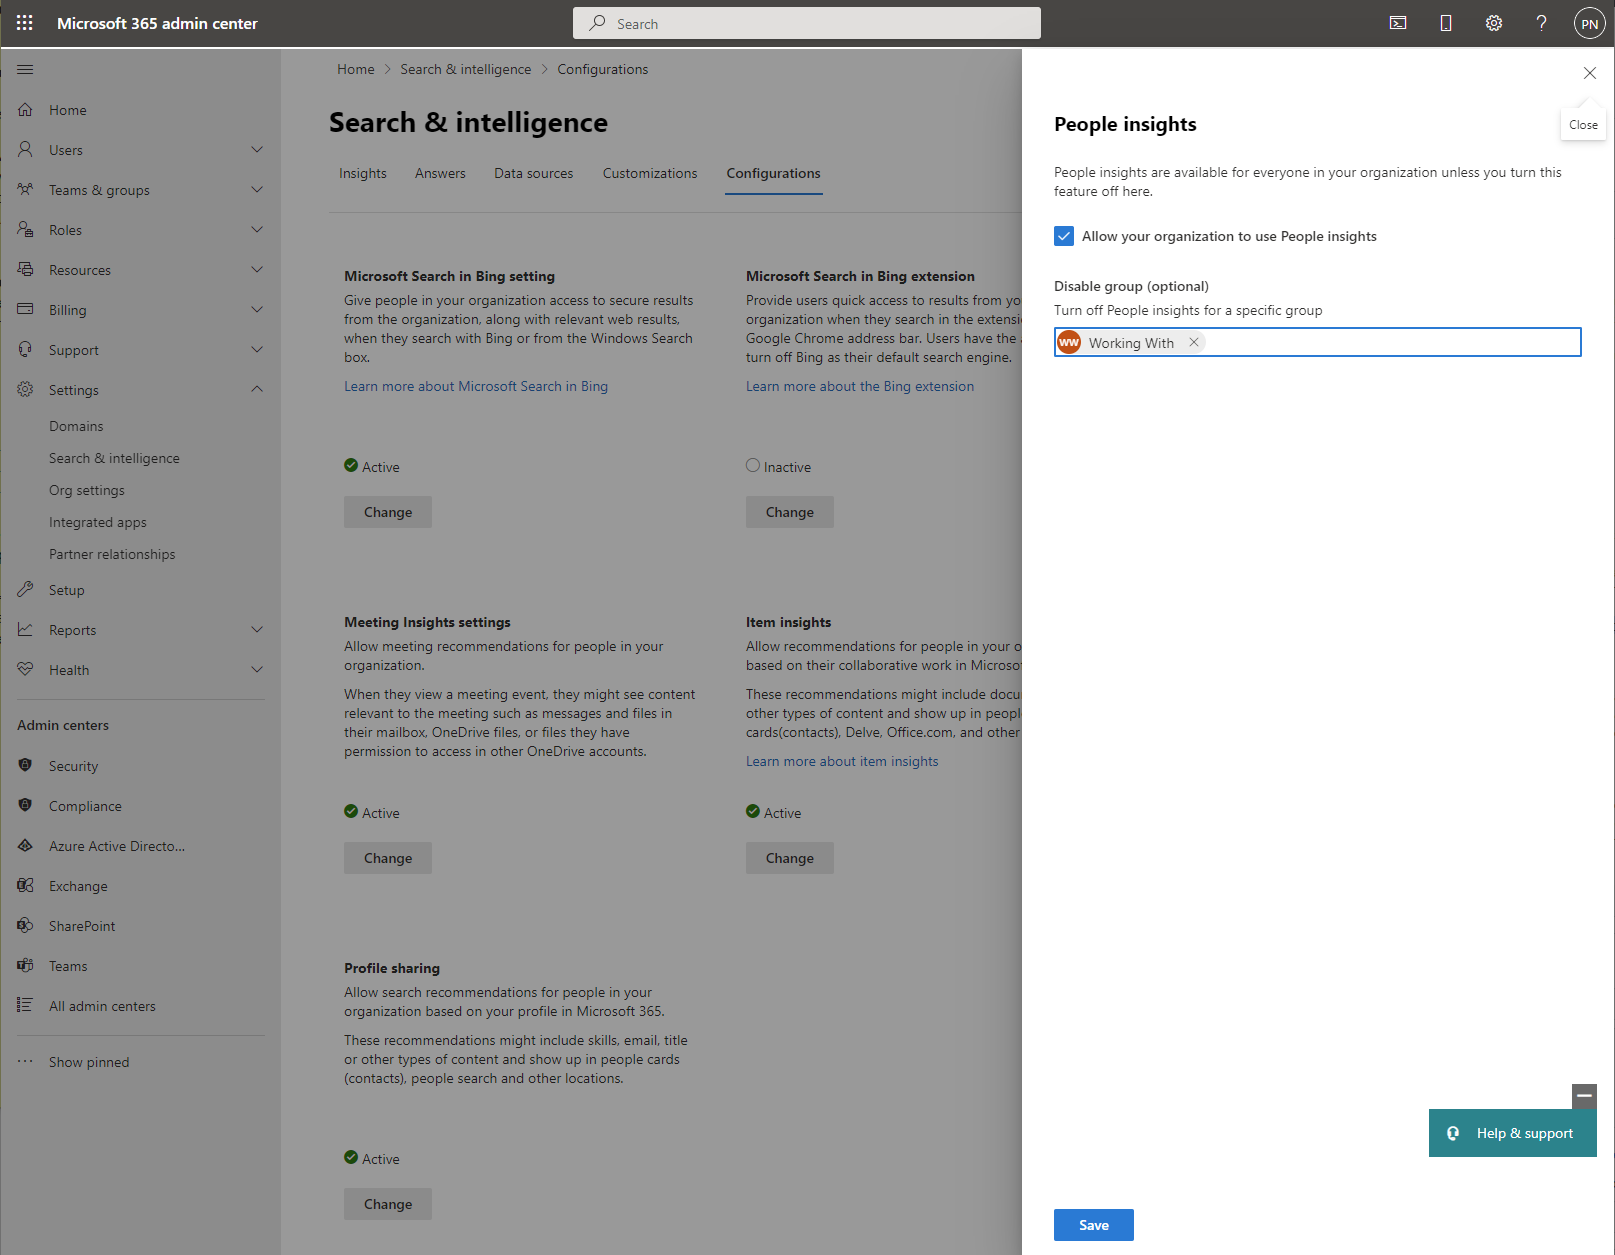 Microsoft 365 admin center
Search
PN
Home
Users
Teams & groups
Roles
Resources
Billing
Support
Settings
Domains
Search & intelligence
Org settings
Integrated apps
Partner relationships
Setup
Reports
Health
Admin centers
Security
Compliance
Azure Active Directo...
Exchange
SharePoint
Teams
All admin centers
Show pinned
Home > Search & intelligence > Configurations
Search & intelligence
Insights Answers Data sources Customizations Configurations
Microsoft Search in Bing setting
Give people in your organization access to secure results
from the organization, along with relevant web results,
when they search with Bing or from the Windows Search
box.
Learn more about Microsoft Search in Bing
Active
Change
Microsoft Search in Bing extension
Provide users quick access to results from yo
organization when they search in the extensi
Google Chrome address bar. Users have the
turn off Bing as their default search engine.
Learn more about the Bing extension
Inactive
Change
Meeting Insights settings
Allow meeting recommendations for people in your
organization.
When they view a meeting event, they might see content
relevant to the meeting such as messages and files in
their mailbox, OneDrive files, or files they have
permission to access in other OneDrive accounts.
Active
Change
Item insights
Allow recommendations for people in your o
based on their collaborative work in Microso
These recommendations might include docu
other types of content and show up in peopl
cards(contacts), Delve, Office.com, and other
Learn more about item insights
Active
Change
Profile sharing
Allow search recommendations for people in your
organization based on your profile in Microsoft 365.
These recommendations might include skills, email, title
or other types of content and show up in people cards
(contacts), people search and other locations.
Active
Change
Close
People insights
People insights are available for everyone in your organization unless you turn this
feature off here.
Allow your organization to use People insights
Disable group (optional)
Turn off People insights for a specific group
WW Working With
Help & support
Save